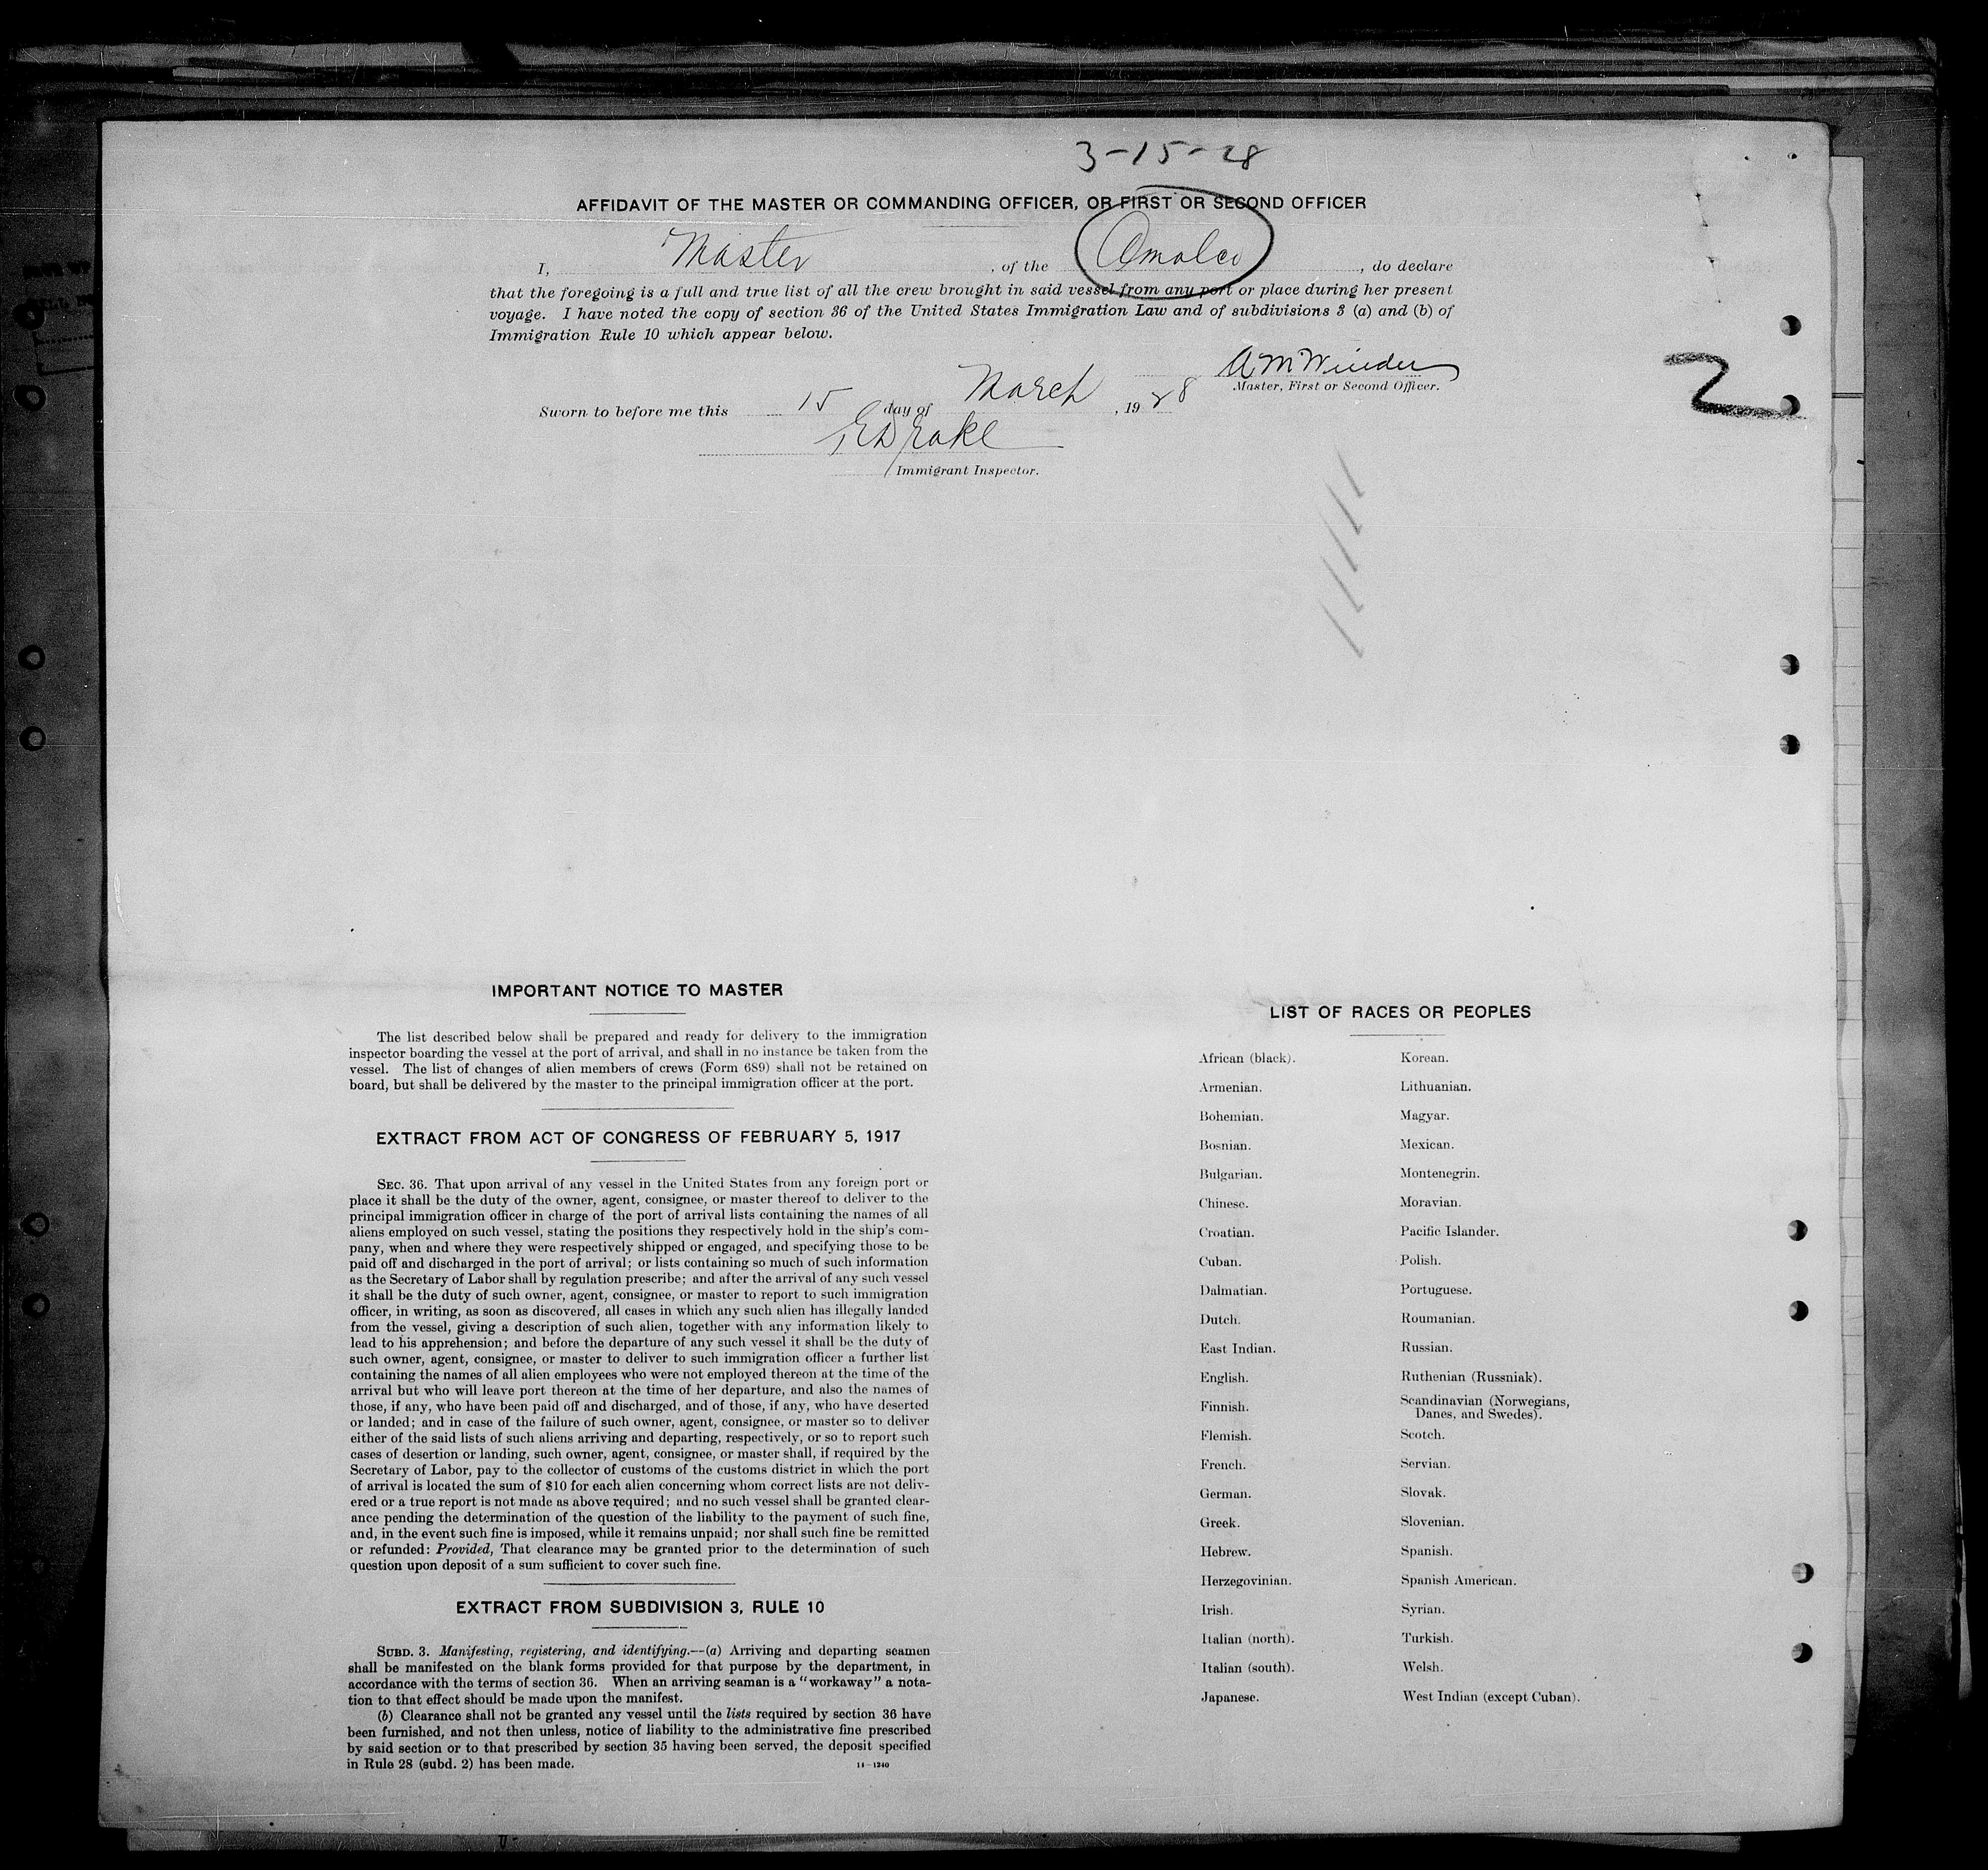 3-15-28
AFFIDAVIT OF THE MASTER OR COMMANDING OFFICER, OR FIRST OR SECOND OFFICER
I, Master, of the Omolco, do declare
that the foregoing is a full and true list of all the crew brought in said vessel from any port or place during her present
voyage. I have noted the copy of section 36 of the United States Immigration Law and of subdivisions 3 (a) and (b) of
Immigration Rule 10 which appear below.
A M Winder
Master, First or Second Officer.
2
Sworn to before me this 15 day of March, 1928
Drake
Immigrant Inspector.
IMPORTANT NOTICE TO MASTER
The list described below shall be prepared and ready for delivery to the immigration
inspector boarding the vessel at the port of arrival, and shall in no instance be taken from the
vessel. The list of changes of alien members of crews (Form 689) shall not be retained on
board, but shall be delivered by the master to the principal immigration officer at the port.
EXTRACT FROM ACT OF CONGRESS OF FEBRUARY 5, 1917
SEC. 36. That upon arrival of any vessel in the United States from any foreign port or
place it shall be the duty of the owner, agent, consignee, or master thereof to deliver to the
principal immigration officer in charge of the port of arrival lists containing the names of all
aliens employed on such vessel, stating the positions they respectively hold in the ship's com-
pany, when and where they were respectively shipped or engaged, and specifying those to be
paid off and discharged in the port of arrival; or lists containing so much of such information
as the Secretary of Labor shall by regulation prescribe; and after the arrival of any such vessel
it shall be the duty of such owner, agent, consignee, or master to report to such immigration
officer, in writing, as soon as discovered, all cases in which any such alien has illegally landed
from the vessel, giving a description of such alien, together with any information likely to
lead to his apprehension; and before the departure of any such vessel it shall be the duty of
such owner, agent, consignee, or master to deliver to such immigration officer a further list
containing the names of all alien employees who were not employed thereon at the time of the
arrival but who will leave port thereon at the time of her departure, and also the names of
those, if any, who have been paid off and discharged, and of those, if any, who have deserted
or landed; and in case of the failure of such owner, agent, consignee, or master so to deliver
either of the said lists of such aliens arriving and departing, respectively, or so to report such
cases of desertion or landing, such owner, agent, consignee, or master shall, if required by the
Secretary of Labor, pay to the collector of customs of the customs district in which the port
of arrival is located the sum of $10 for each alien concerning whom correct lists are not deliv-
ered or a true report is not made as above required; and no such vessel shall be granted clear-
ance pending the determination of the question of the liability to the payment of such fine,
and, in the event such fine is imposed, while it remains unpaid; nor shall such fine be remitted
or refunded: Provided, That clearance may be granted prior to the determination of such
question upon deposit of a sum sufficient to cover such fine.
EXTRACT FROM SUBDIVISION 3, RULE 10
SUBD. 3. Manifesting, registering, and identifying.—(a) Arriving and departing seamen
shall be manifested on the blank forms provided for that purpose by the department, in
accordance with the terms of section 36. When an arriving seaman is a "workaway" a nota-
tion to that effect should be made upon the manifest.
(b) Clearance shall not be granted any vessel until the lists required by section 36 have
been furnished, and not then unless, notice of liability to the administrative fine prescribed
by said section or to that prescribed by section 35 having been served, the deposit specified
in Rule 28 (subd. 2) has been made.
14—1240
LIST OF RACES OR PEOPLES
African (black).
Armenian.
Bohemian.
Bosnian.
Bulgarian.
Chinese.
Croatian.
Cuban.
Dalmatian.
Dutch.
East Indian.
English.
Finnish.
Flemish.
French.
German.
Greek.
Hebrew.
Herzegovinian.
Irish.
Italian (north).
Italian (south).
Japanese.
Korean.
Lithuanian.
Magyar.
Mexican.
Montenegrin.
Moravian.
Pacific Islander.
Polish.
Portuguese.
Roumanian.
Russian.
Ruthenian (Russniak).
Scandinavian (Norwegians,
Danes, and Swedes).
Scotch.
Servian.
Slovak.
Slovenian.
Spanish.
Spanish American.
Syrian.
Turkish.
Welsh.
West Indian (except Cuban).